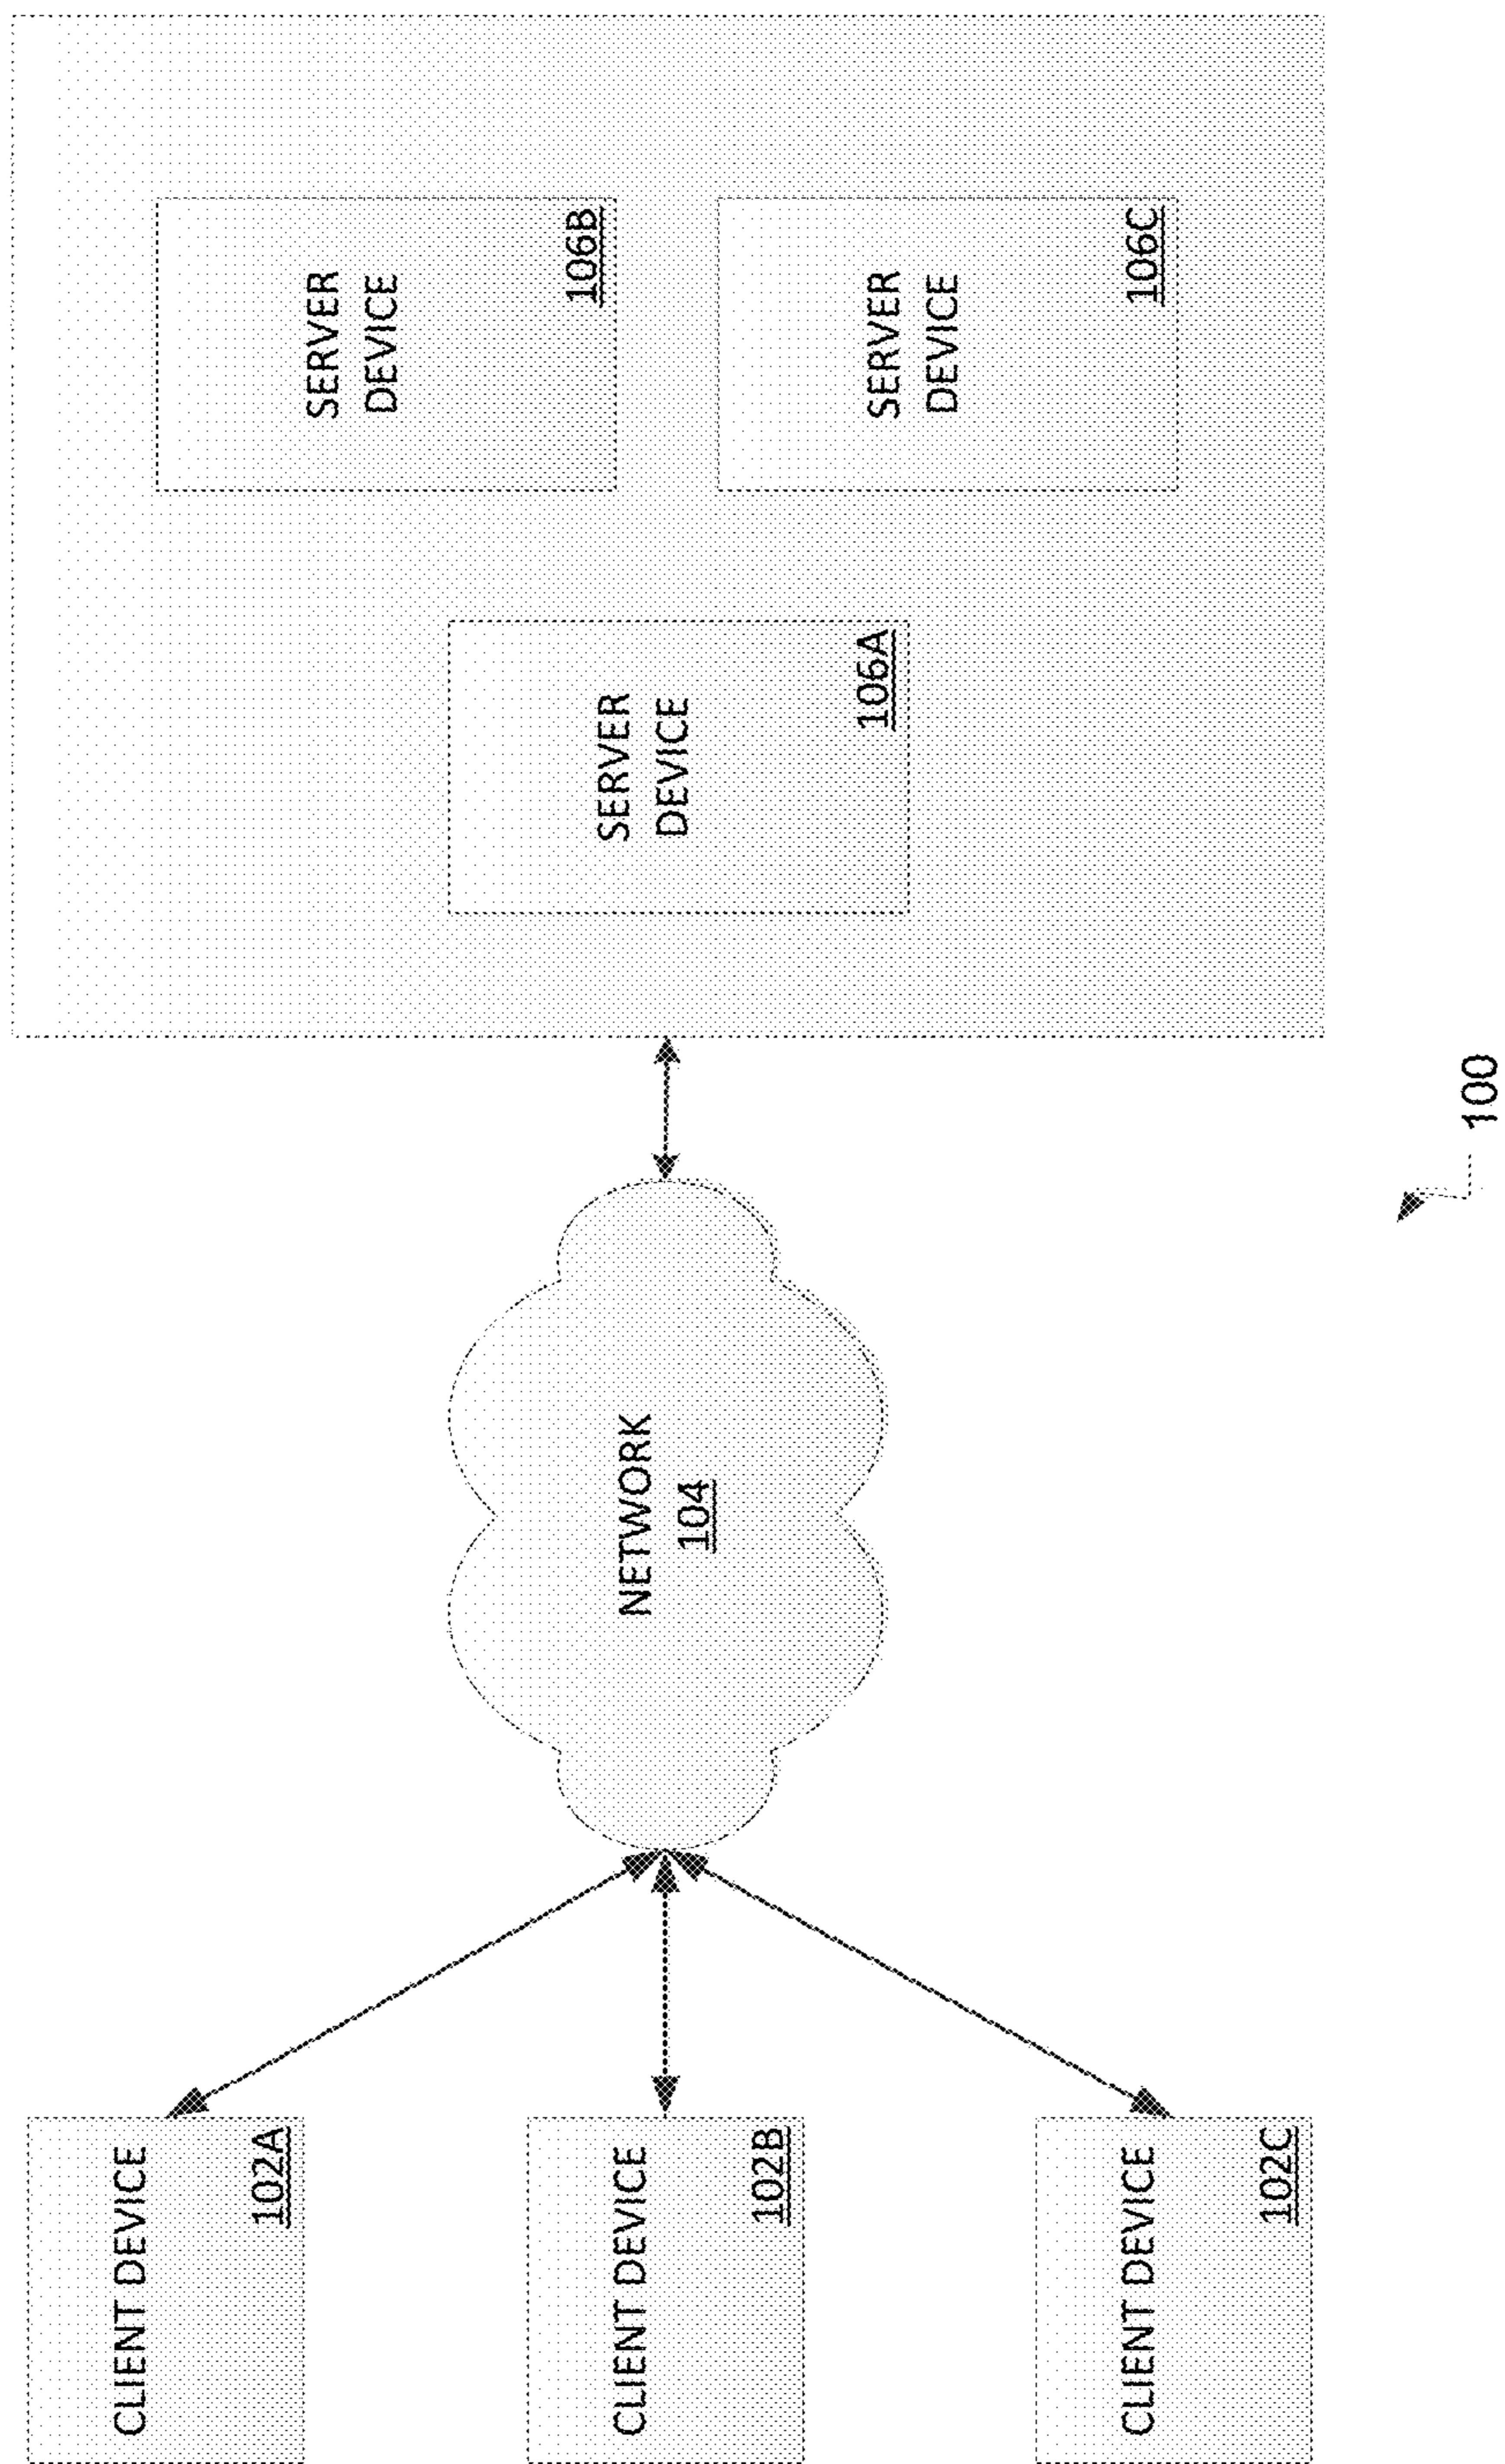 CLIENT DEVICE
102A
CLIENT DEVICE
102B
CLIENT DEVICE
102C
NETWORK
104
SERVER
DEVICE
106A
SERVER
DEVICE
106B
SERVER
DEVICE
106C
100